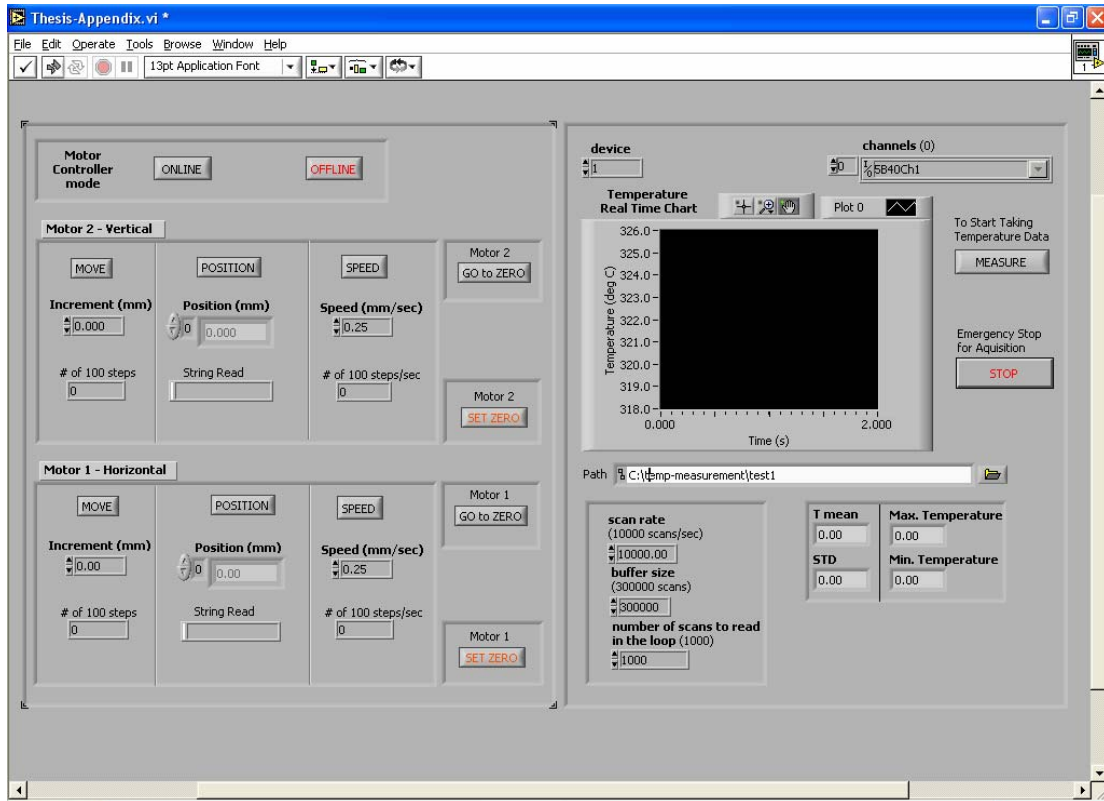 Thesis-Appendix.vi *
File Edit Operate Tools Browse Window Help
13pt Application Font
1
Motor
Controller
mode
ONLINE
OFFLINE
Motor 2 - Vertical
MOVE
POSITION
SPEED
Motor 2
GO to ZERO
Increment (mm)
Position (mm)
Speed (mm/sec)
0.000
0
0.000
0.25
# of 100 steps
String Read
# of 100 steps/sec
0
0
Motor 2
SET ZERO
Motor 1 - Horizontal
MOVE
POSITION
SPEED
Motor 1
GO to ZERO
Increment (mm)
Position (mm)
Speed (mm/sec)
0.00
0
0.00
0.25
# of 100 steps
String Read
# of 100 steps/sec
0
0
Motor 1
SET ZERO
device
1
channels (0)
0
I/O 5B40Ch1
Temperature
Real Time Chart
Plot 0
326.0
325.0
324.0
323.0
322.0
321.0
320.0
319.0
318.0
Temperature (deg C)
0.000 2.000
Time (s)
To Start Taking
Temperature Data
MEASURE
Emergency Stop
for Aquisition
STOP
Path C:\temp-measurement\test1
scan rate
(10000 scans/sec)
10000.00
buffer size
(300000 scans)
300000
number of scans to read
in the loop (1000)
1000
T mean
0.00
STD
0.00
Max. Temperature
0.00
Min. Temperature
0.00